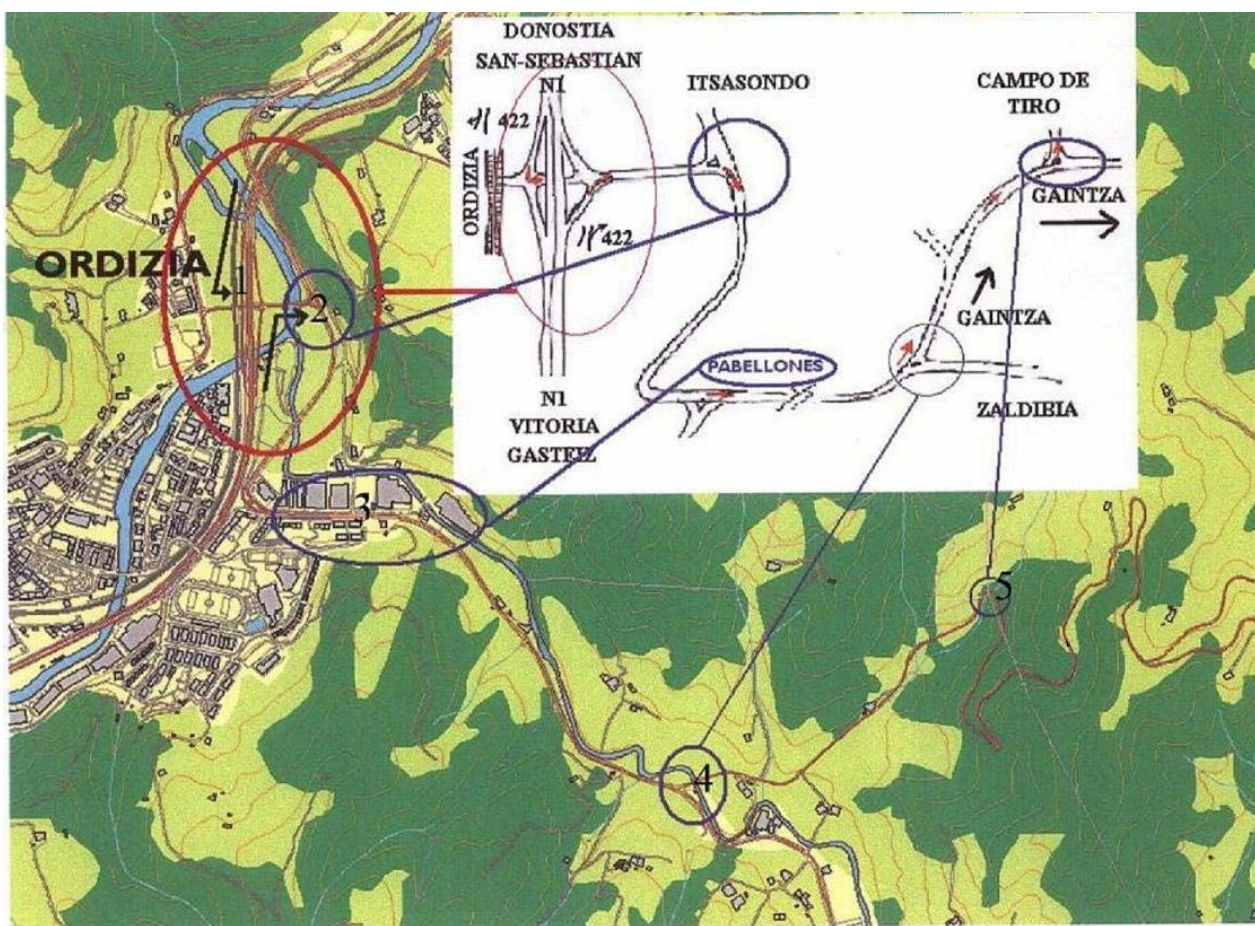 DONOSTIA
SAN-SEBASTIAN
N1
ITSASONDO
CAMPO DE
TIRO
422
ORDIZIA
GAINTZA
422
ORDIZIA
1
2
GAINTZA
PABELLONES
N1
VITORIA
GASTEIZ
ZALDIBIA
3
5
4